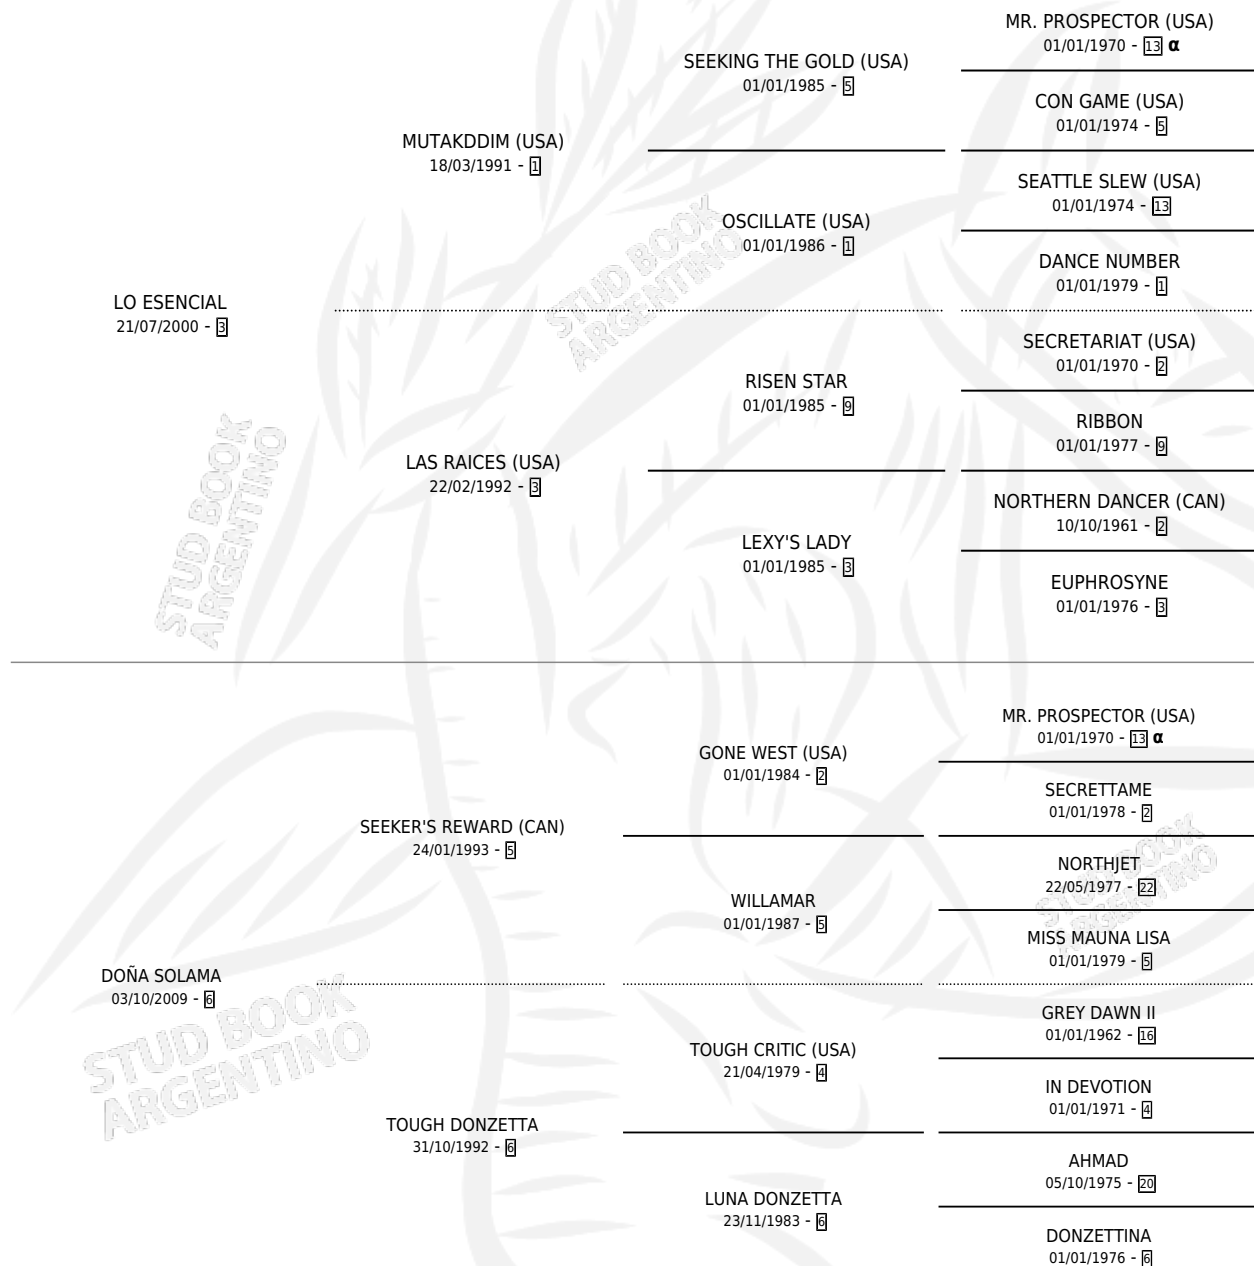 MR. PROSPECTOR (USA)
01/01/1970 - 13 α
SEEKING THE GOLD (USA)
01/01/1985 - 5
CON GAME (USA)
01/01/1974 - 5
MUTAKDDIM (USA)
18/03/1991 - 1
SEATTLE SLEW (USA)
01/01/1974 - 13
OSCILLATE (USA)
01/01/1986 - 1
DANCE NUMBER
01/01/1979 - 1
LO ESENCIAL
21/07/2000 - 3
SECRETARIAT (USA)
01/01/1970 - 2
RISEN STAR
01/01/1985 - 9
RIBBON
01/01/1977 - 9
LAS RAICES (USA)
22/02/1992 - 3
NORTHERN DANCER (CAN)
10/10/1961 - 2
LEXY'S LADY
01/01/1985 - 3
EUPHROSYNE
01/01/1976 - 3
MR. PROSPECTOR (USA)
01/01/1970 - 13 α
GONE WEST (USA)
01/01/1984 - 2
SECRETTAME
01/01/1978 - 2
SEEKER'S REWARD (CAN)
24/01/1993 - 5
NORTHJET
22/05/1977 - 22
WILLAMAR
01/01/1987 - 5
MISS MAUNA LISA
01/01/1979 - 5
DOÑA SOLAMA
03/10/2009 - 6
GREY DAWN II
01/01/1962 - 16
TOUGH CRITIC (USA)
21/04/1979 - 4
IN DEVOTION
01/01/1971 - 4
TOUGH DONZETTA
31/10/1992 - 6
AHMAD
05/10/1975 - 20
LUNA DONZETTA
23/11/1983 - 6
DONZETTINA
01/01/1976 - 6
STUD BOOK
ARGENTINO
STUD BOOK
ARGENTINO
STUD BOOK
ARGENTINO
STUD BOOK
ARGENTINO